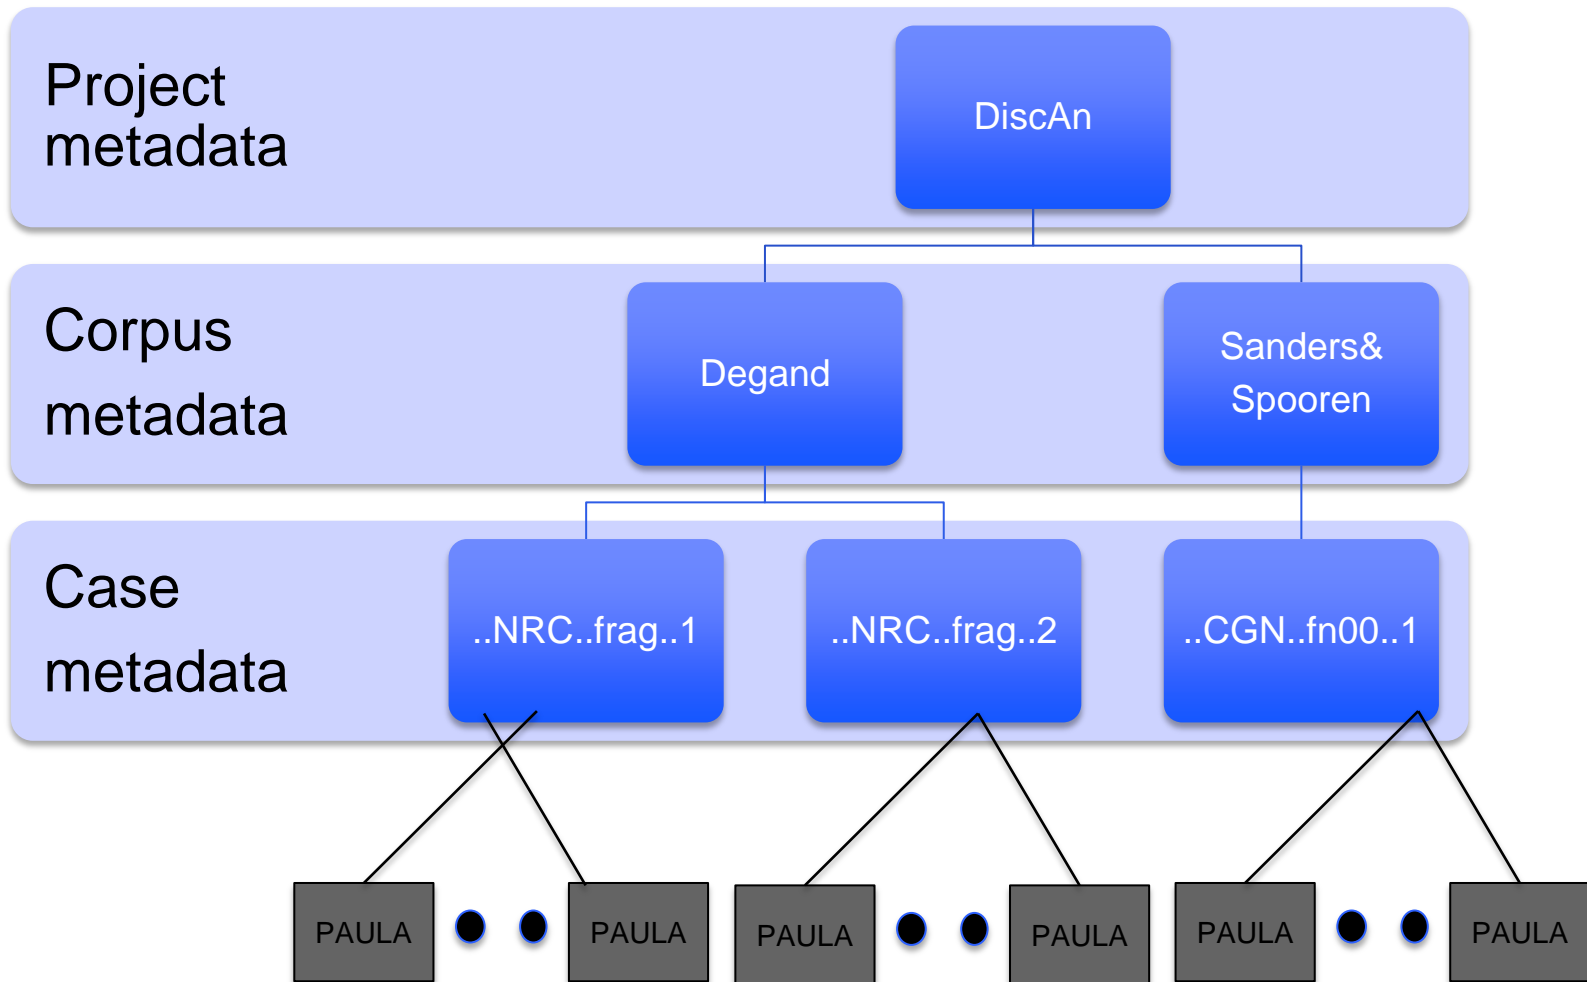 Project
metadata
DiscAn
Corpus
metadata
Degand
Sanders&
Spooren
Case
metadata
..NRC..frag..1
..NRC..frag..2
..CGN..fn00..1
PAULA
PAULA
PAULA
PAULA
PAULA
PAULA